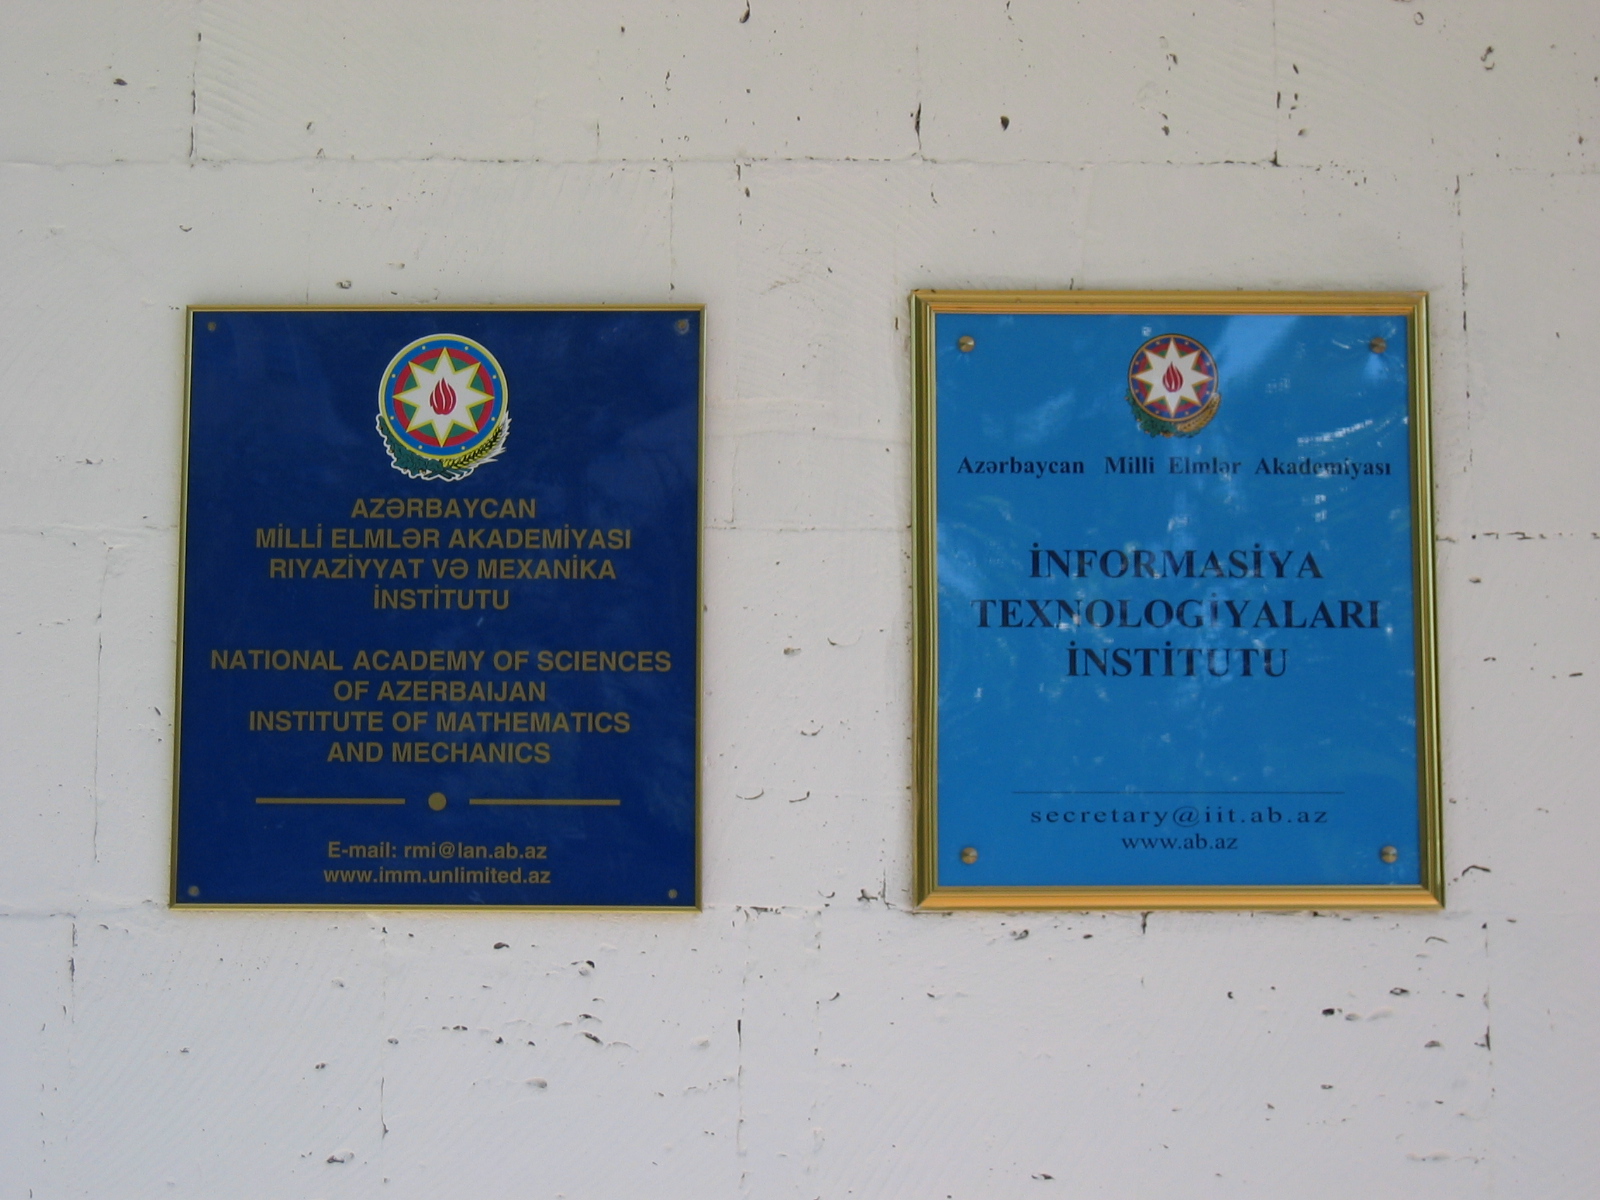 AZƏRBAYCAN
MİLLİ ELMLƏR AKADEMİYASI
RIYAZİYYAT VƏ MEXANİKA
İNSTİTUTU
NATIONAL ACADEMY OF SCIENCES
OF AZERBAIJAN
INSTITUTE OF MATHEMATICS
AND MECHANICS
E-mail: rmi@lan.ab.az
www.imm.unlimited.az
Azərbaycan Milli Elmlər Akademiyası
İNFORMASİYA
TEXNOLOGİYALARI
İNSTİTUTU
secretary@iit.ab.az
www.ab.az